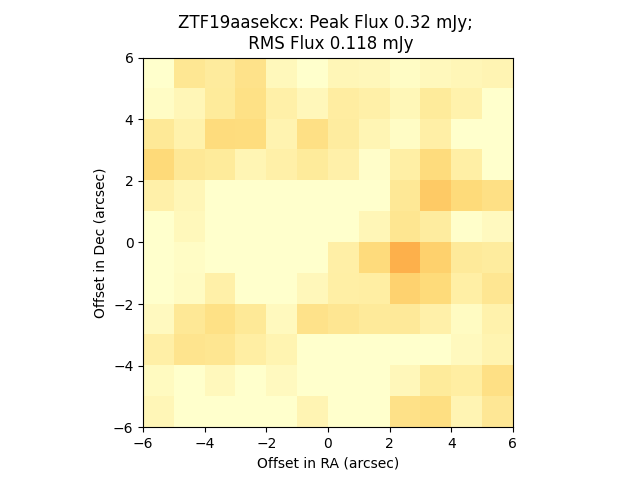 ZTF19aasekcx: Peak Flux 0.32 mJy;
RMS Flux 0.118 mJy
6
4
2
0
−2
−4
−6
Offset in Dec (arcsec)
−6 −4 −2 0 2 4 6
Offset in RA (arcsec)